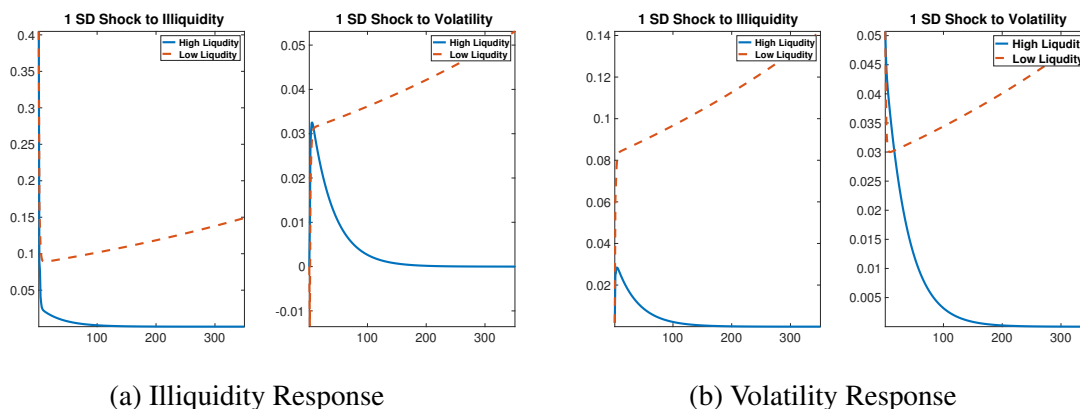 1 SD Shock to Illiquidity
High Liqudity
Low Liqudity
0.4
0.35
0.3
0.25
0.2
0.15
0.1
0.05
100 200 300
1 SD Shock to Volatility
High Liqudity
Low Liqudity
0.05
0.04
0.03
0.02
0.01
0
-0.01
100 200 300
(a) Illiquidity Response
1 SD Shock to Illiquidity
High Liqudity
Low Liqudity
0.14
0.12
0.1
0.08
0.06
0.04
0.02
100 200 300
1 SD Shock to Volatility
High Liqudity
Low Liqudity
0.05
0.045
0.04
0.035
0.03
0.025
0.02
0.015
0.01
0.005
100 200 300
(b) Volatility Response